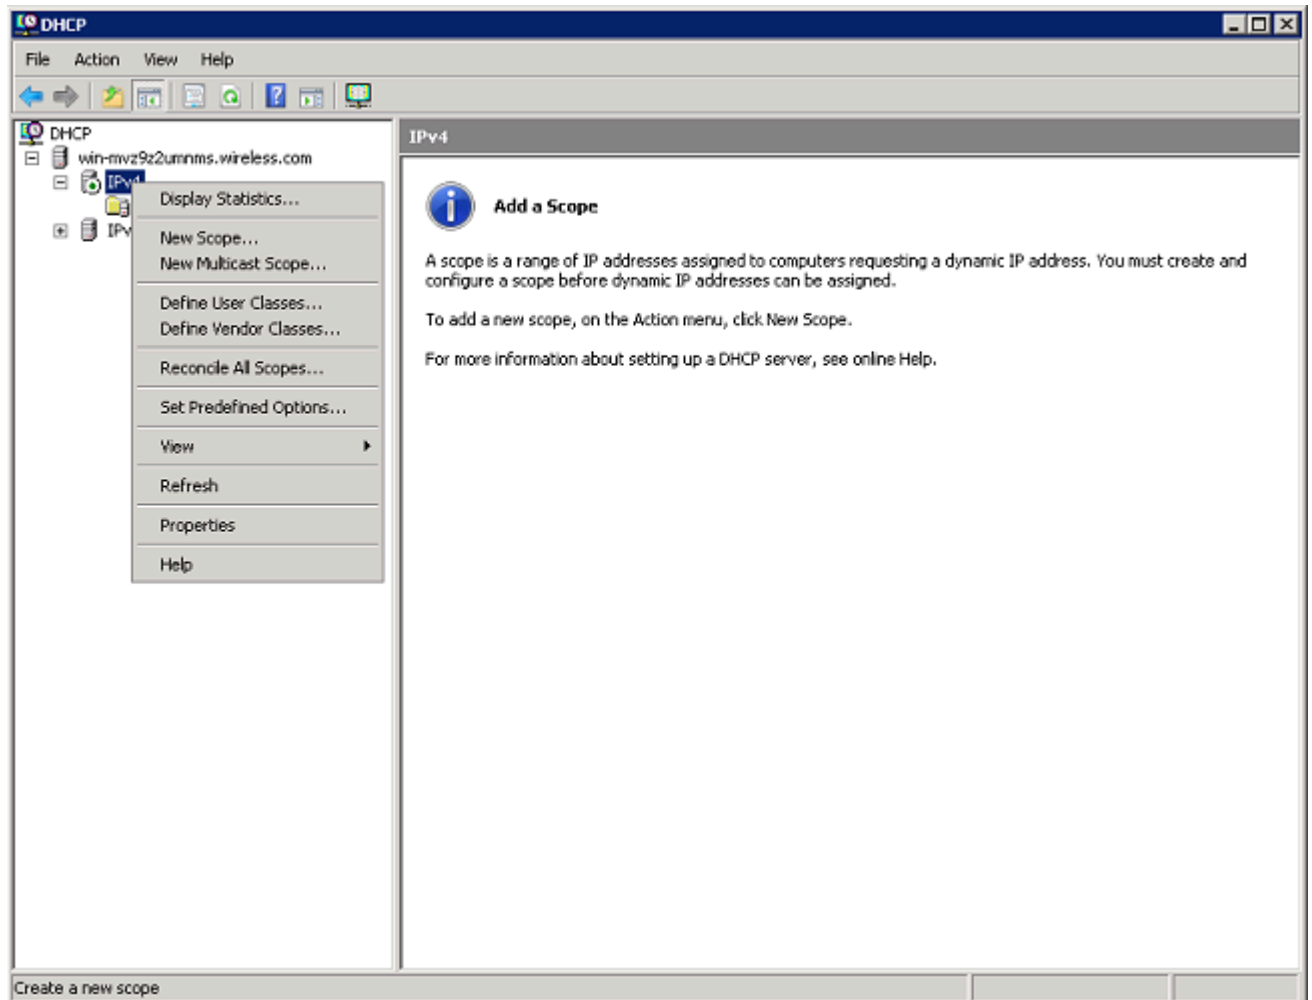 DHCP
File Action View Help
DHCP
win-mvz9z2umnms.wireless.com
IPv4
IPv4
Display Statistics...
New Scope...
New Multicast Scope...
Define User Classes...
Define Vendor Classes...
Reconcile All Scopes...
Set Predefined Options...
View
Refresh
Properties
Help
Add a Scope
A scope is a range of IP addresses assigned to computers requesting a dynamic IP address. You must create and
configure a scope before dynamic IP addresses can be assigned.
To add a new scope, on the Action menu, click New Scope.
For more information about setting up a DHCP server, see online Help.
Create a new scope